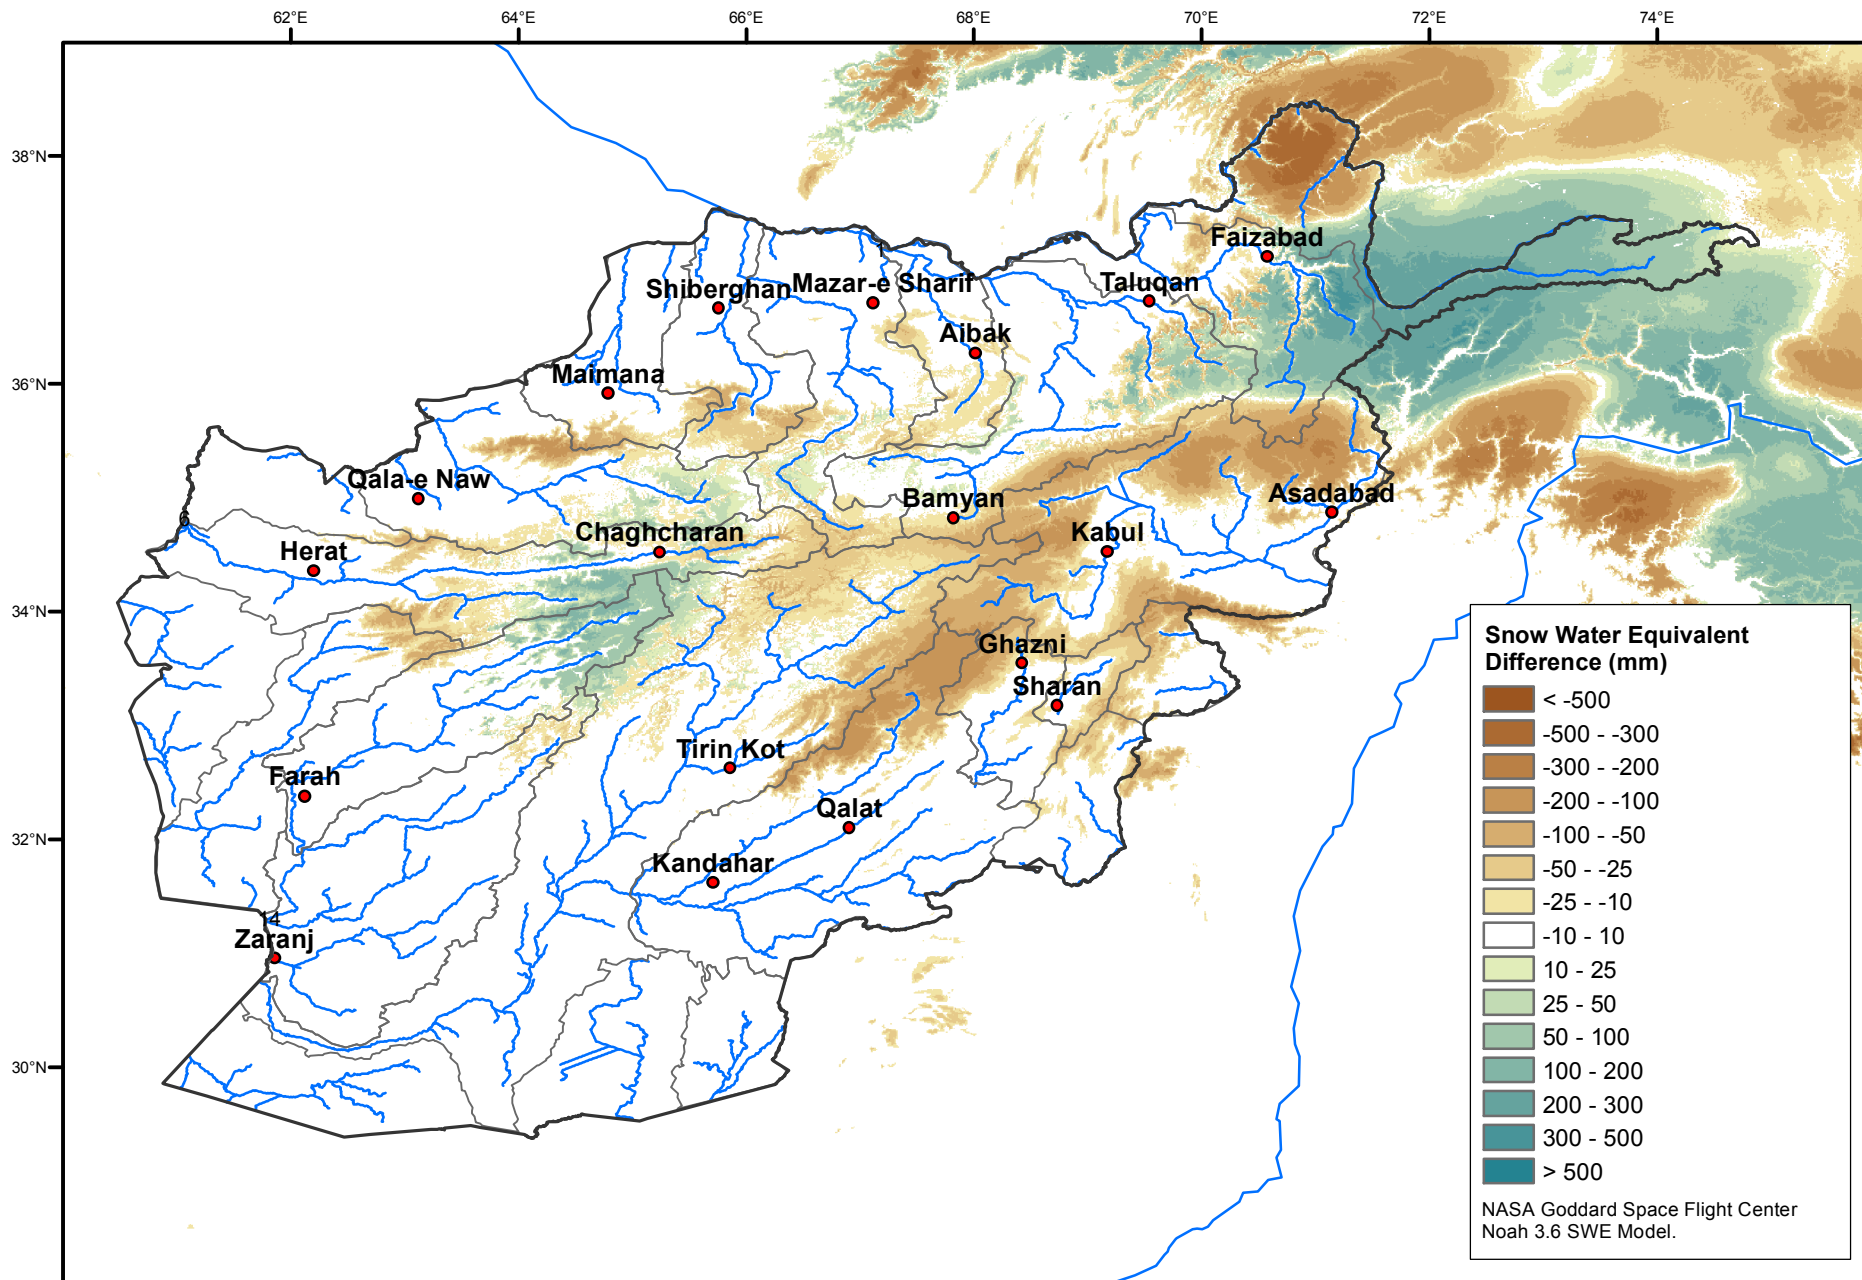 62°E 64°E 66°E 68°E 70°E 72°E 74°E
38°N
Faizabad
Shiberghan Mazar-e Sharif Taluqan
Aibak
36°N
Maimana
Qala-e Naw
Bamyan Asadabad
6
Chaghcharan Kabul
Herat
34°N
Ghazni
Sharan
Tirin Kot
Farah
Qalat
32°N
Kandahar
14
Zaranj
30°N
Snow Water Equivalent
Difference (mm)
< -500
-500 - -300
-300 - -200
-200 - -100
-100 - -50
-50 - -25
-25 - -10
-10 - 10
10 - 25
25 - 50
50 - 100
100 - 200
200 - 300
300 - 500
> 500
NASA Goddard Space Flight Center
Noah 3.6 SWE Model.